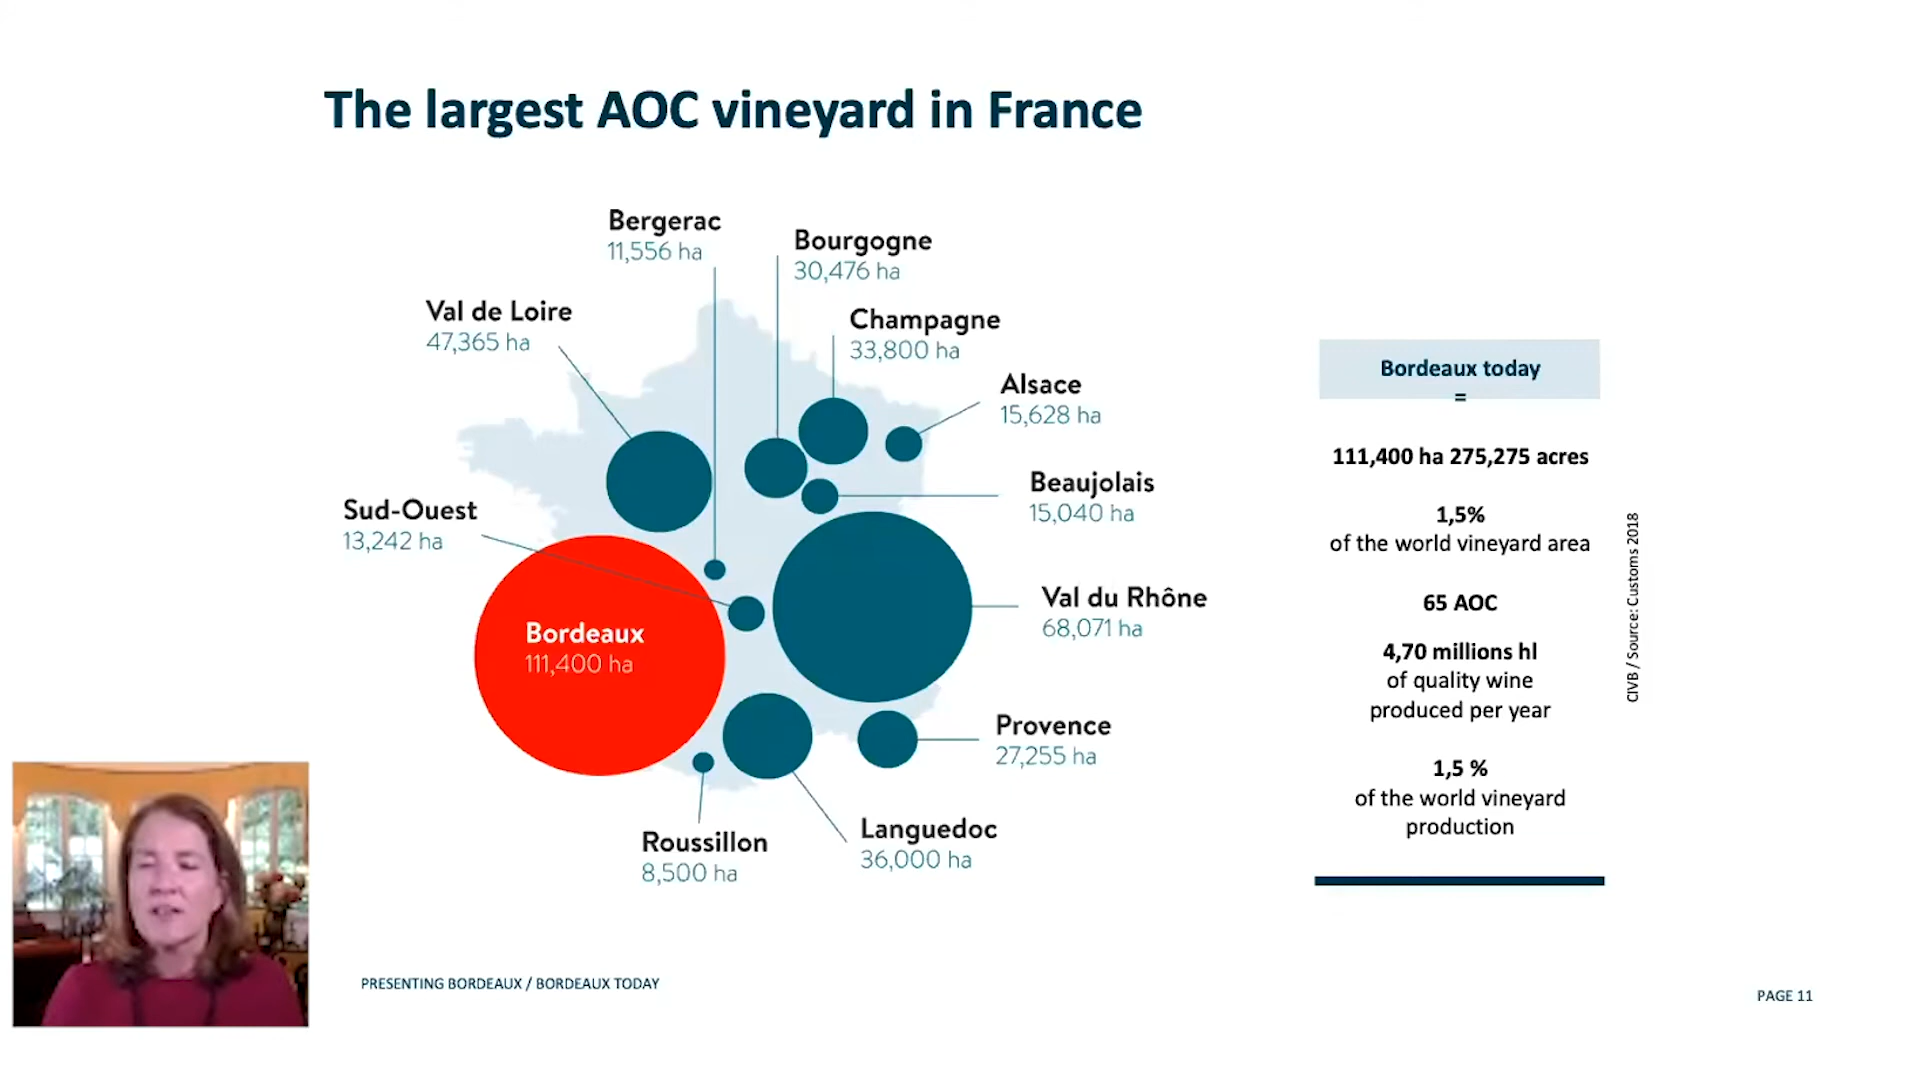 The largest AOC vineyard in France
Bergerac
11,556 ha
Bourgogne
30,476 ha
Val de Loire
47,365 ha
Champagne
33,800 ha
Alsace
15,628 ha
Beaujolais
15,040 ha
Sud-Ouest
13,242 ha
Val du Rhône
68,071 ha
Bordeaux
111,400 ha
Provence
27,255 ha
Roussillon
8,500 ha
Languedoc
36,000 ha
Bordeaux today
=
111,400 ha 275,275 acres
1,5%
of the world vineyard area
65 AOC
4,70 millions hl
of quality wine
produced per year
1,5 %
of the world vineyard
production
CIVB / Source: Customs 2018
PRESENTING BORDEAUX / BORDEAUX TODAY
PAGE 11